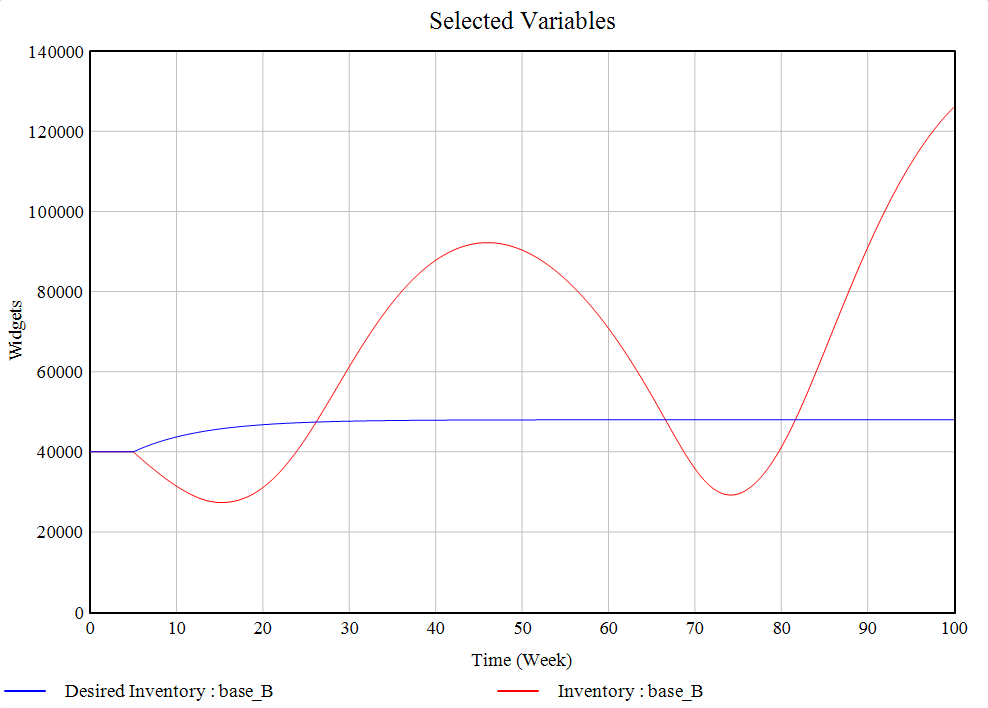 Selected Variables
140000
120000
100000
80000
60000
40000
20000
0
Widgets
0 10 20 30 40 50 60 70 80 90 100
Time (Week)
Desired Inventory : base_B Inventory : base_B